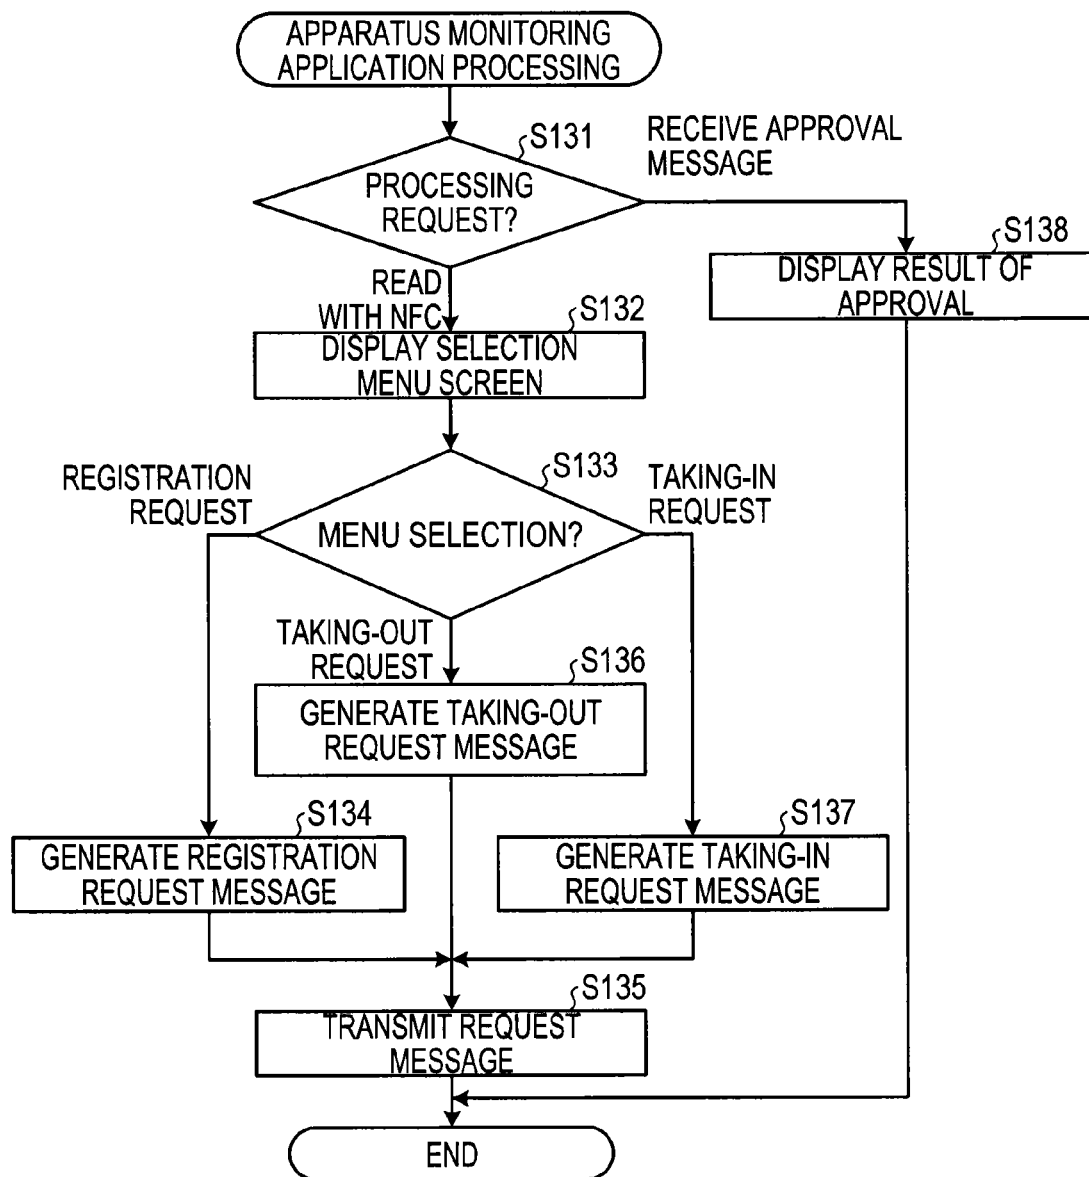 APPARATUS MONITORING
APPLICATION PROCESSING
S131
RECEIVE APPROVAL
MESSAGE
PROCESSING
REQUEST?
S138
DISPLAY RESULT OF
APPROVAL
READ
WITH NFC
S132
DISPLAY SELECTION
MENU SCREEN
REGISTRATION
REQUEST
S133
TAKING-IN
REQUEST
MENU SELECTION?
TAKING-OUT
REQUEST
S136
GENERATE TAKING-OUT
REQUEST MESSAGE
S134
GENERATE REGISTRATION
REQUEST MESSAGE
S137
GENERATE TAKING-IN
REQUEST MESSAGE
S135
TRANSMIT REQUEST
MESSAGE
END